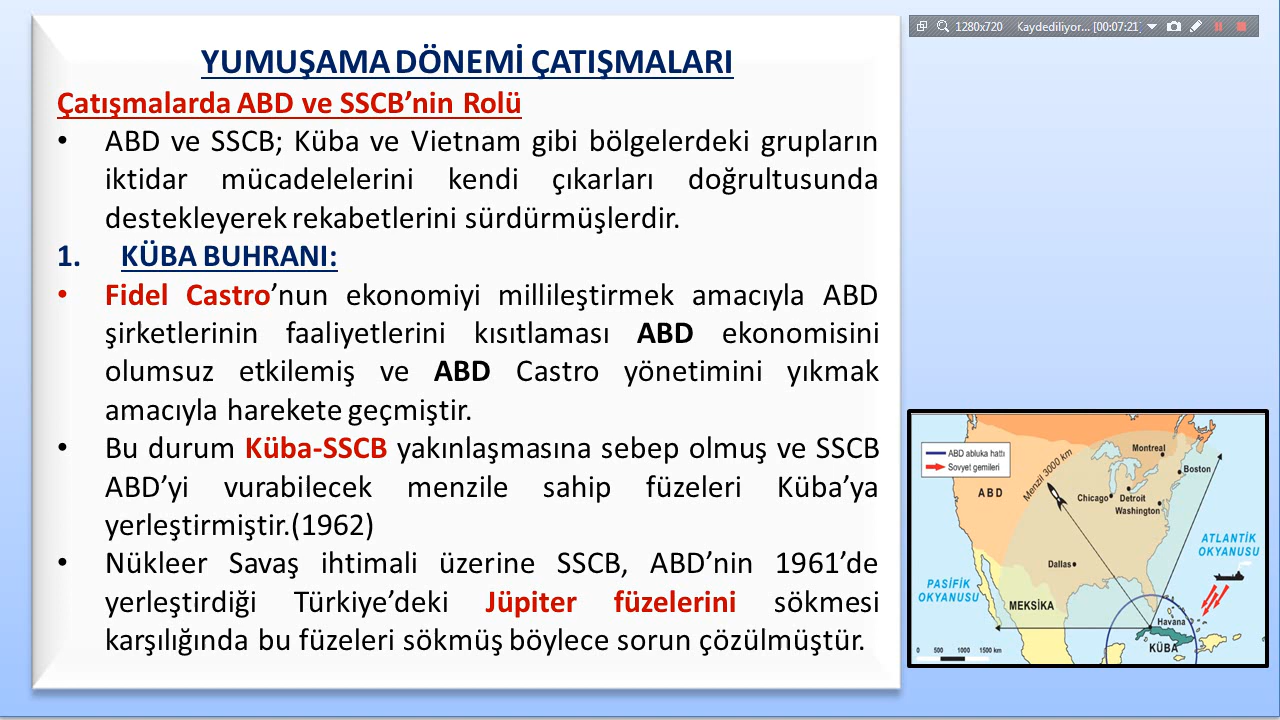 1280x720 Kaydediliyor... [00:07:21]
YUMUŞAMA DÖNEMİ ÇATIŞMALARI
Çatışmalarda ABD ve SSCB’nin Rolü
• ABD ve SSCB; Küba ve Vietnam gibi bölgelerdeki grupların
iktidar mücadelelerini kendi çıkarları doğrultusunda
destekleyerek rekabetlerini sürdürmüşlerdir.
1. KÜBA BUHRANI:
• Fidel Castro’nun ekonomiyi millileştirmek amacıyla ABD
şirketlerinin faaliyetlerini kısıtlaması ABD ekonomisini
olumsuz etkilemiş ve ABD Castro yönetimini yıkmak
amacıyla harekete geçmiştir.
• Bu durum Küba-SSCB yakınlaşmasına sebep olmuş ve SSCB
ABD’yi vurabilecek menzile sahip füzeleri Küba’ya
yerleştirmiştir.(1962)
• Nükleer Savaş ihtimali üzerine SSCB, ABD’nin 1961’de
yerleştirdiği Türkiye’deki Jüpiter füzelerini sökmesi
karşılığında bu füzeleri sökmüş böylece sorun çözülmüştür.
ABD abluka hattı
Sovyet gemileri
Menzil 3000 km
Montreal
Boston
ABD
Chicago
Detroit
Washington
ATLANTİK
OKYANUSU
Dallas
PASİFİK
OKYANUSU
MEKSİKA
Havana
KÜBA
0 500 1000 1500 km